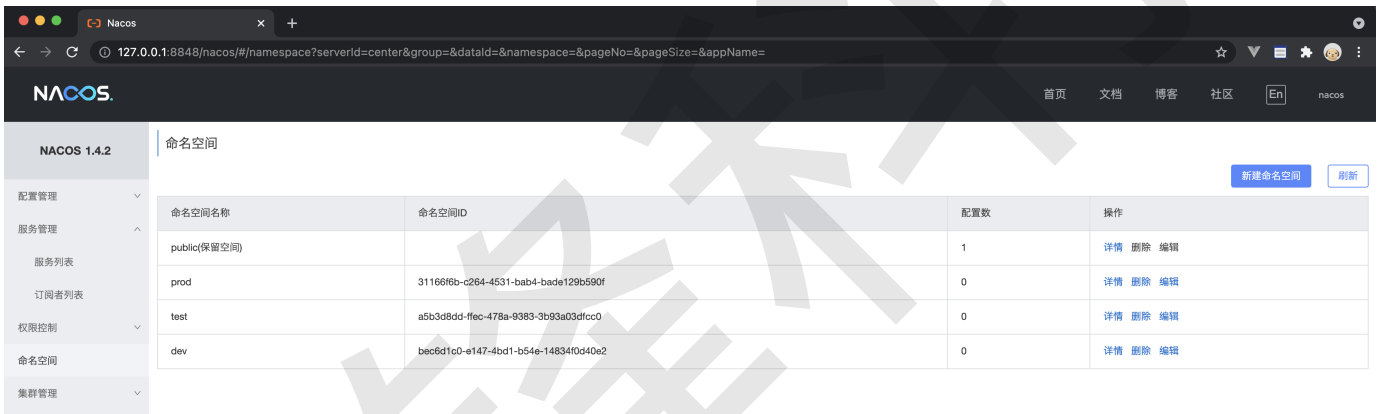 Nacos
127.0.0.1:8848/nacos/#/namespace?serverId=center&group=&dataId=&namespace=&pageNo=&pageSize=&appName=
NACOS.
首页 文档 博客 社区 En nacos
NACOS 1.4.2
命名空间
新建命名空间 刷新
配置管理
服务管理
服务列表
订阅者列表
权限控制
命名空间
集群管理
命名空间名称 命名空间ID 配置数 操作
public(保留空间) 1 详情 删除 编辑
prod 31166f6b-c264-4531-bab4-bade129b590f 0 详情 删除 编辑
test a5b3d8dd-ffec-478a-9383-3b93a03dfcc0 0 详情 删除 编辑
dev bec6d1c0-e147-4bd1-b54e-14834f0d40e2 0 详情 删除 编辑